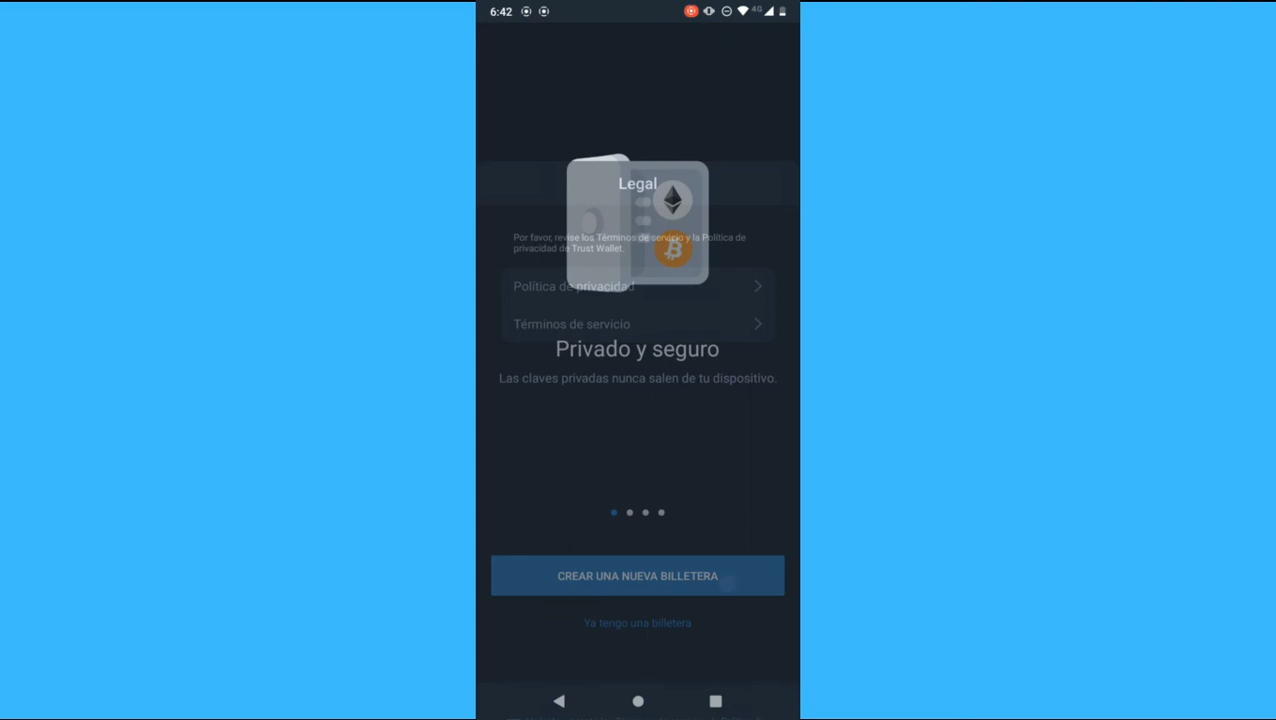 6:42
4G
Legal
Por favor, revise los Términos de servicio y la Política de
privacidad de Trust Wallet.
Política de privacidad
Términos de servicio
Privado y seguro
Las claves privadas nunca salen de tu dispositivo.
CREAR UNA NUEVA BILLETERA
Ya tengo una billetera